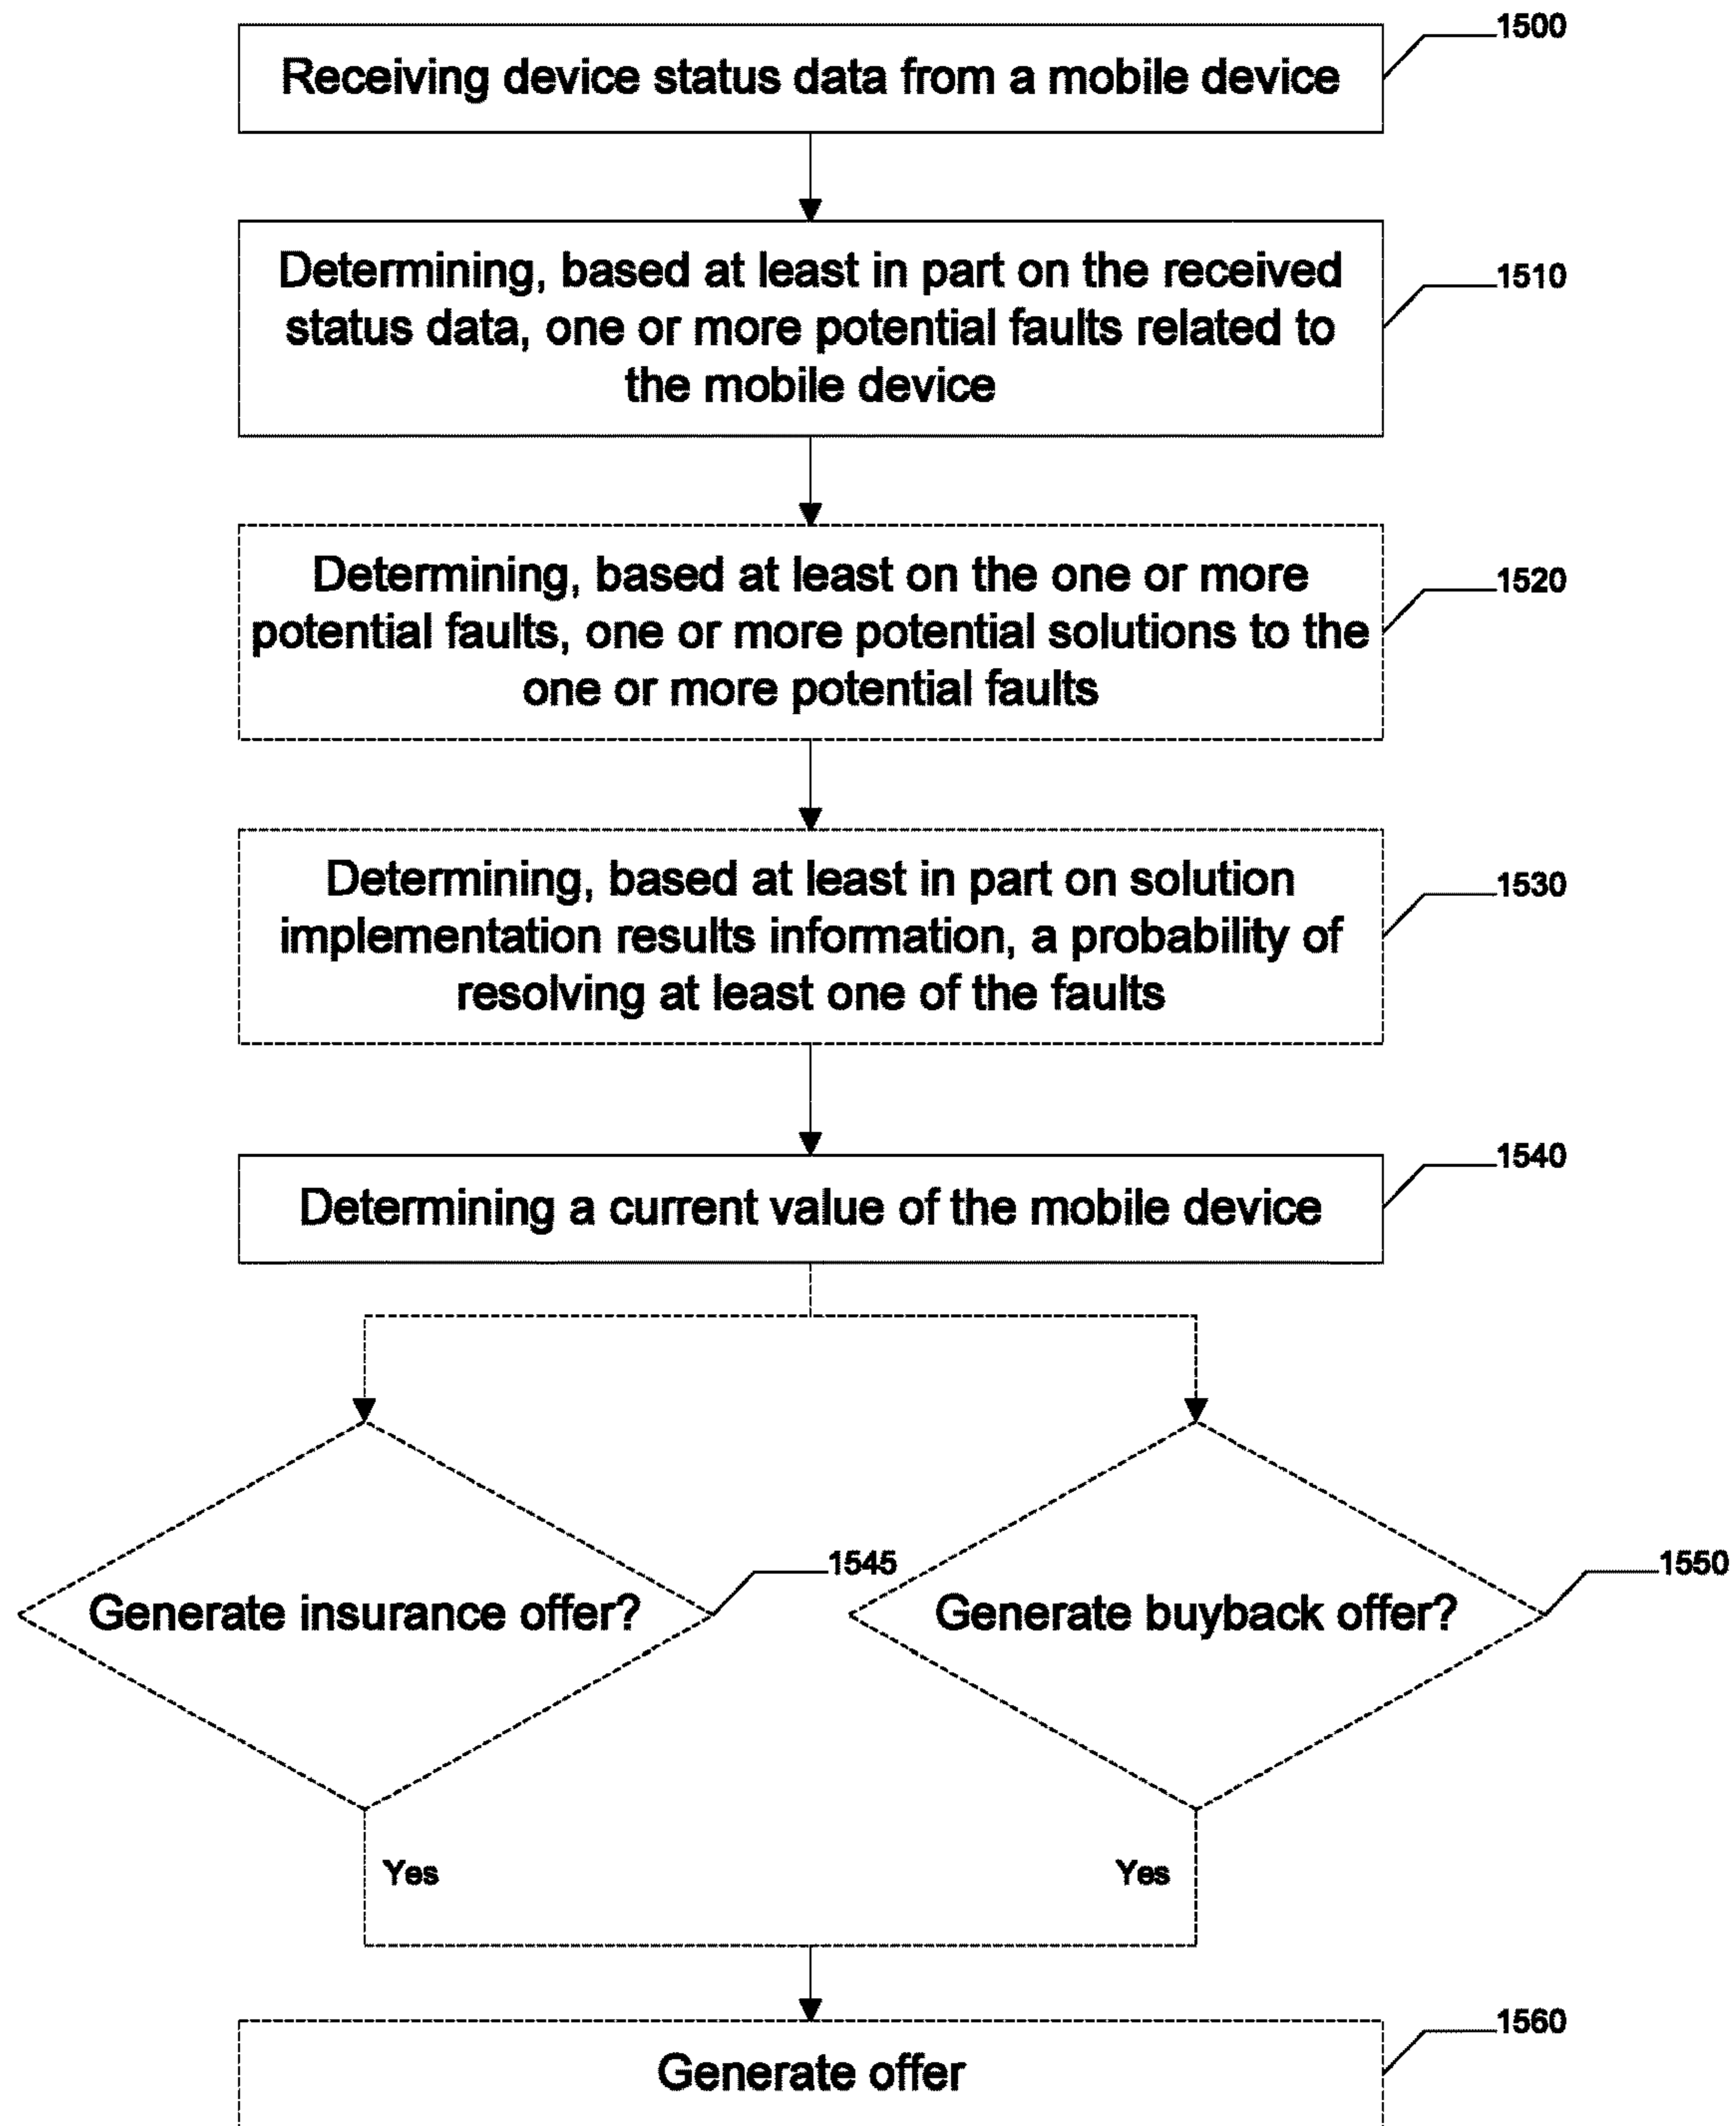 1500
Receiving device status data from a mobile device
1510
Determining, based at least in part on the received
status data, one or more potential faults related to
the mobile device
1520
Determining, based at least on the one or more
potential faults, one or more potential solutions to the
one or more potential faults
1530
Determining, based at least in part on solution
implementation results information, a probability of
resolving at least one of the faults
1540
Determining a current value of the mobile device
1545
Generate insurance offer?
1550
Generate buyback offer?
Yes
Yes
1560
Generate offer